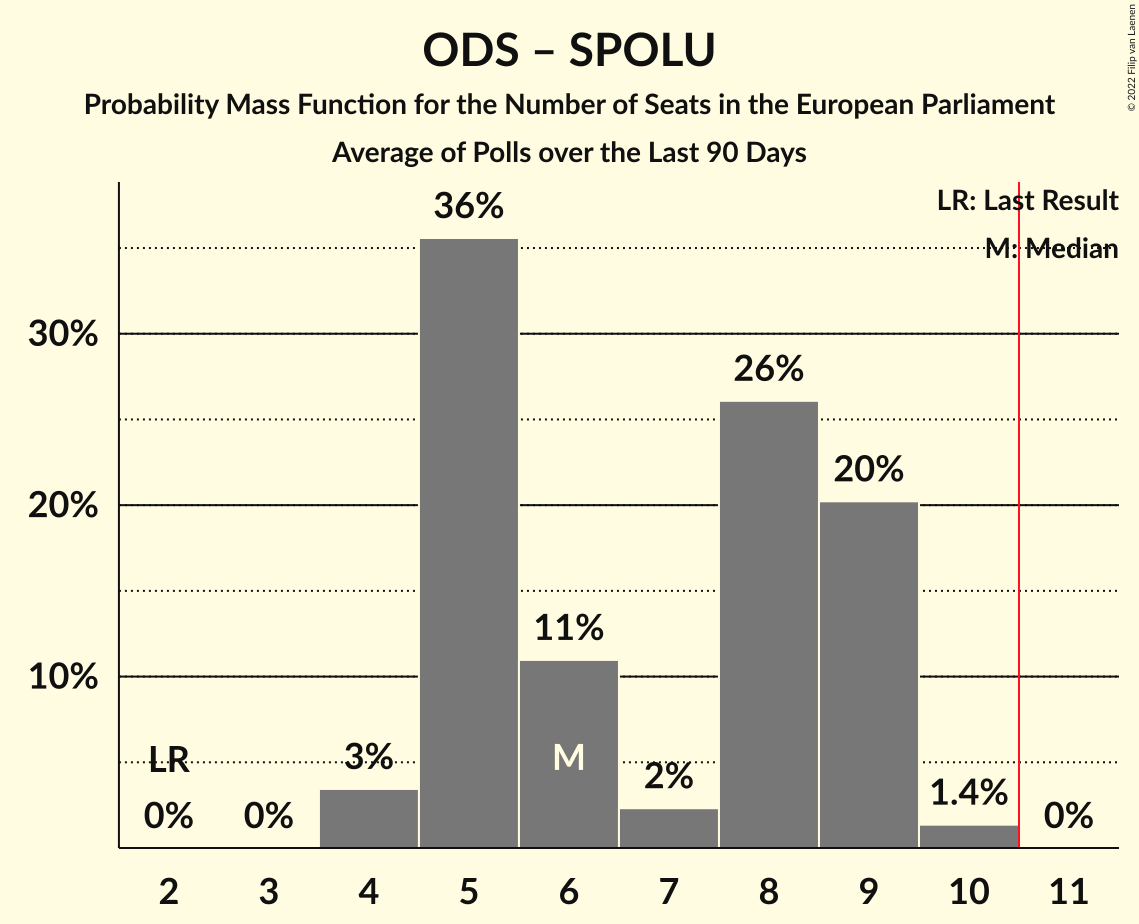 ODS – SPOLU
Probability Mass Function for the Number of Seats in the European Parliament
Average of Polls over the Last 90 Days
© 2022 Filip van Laenen
LR: Last Result
M: Median
36%
30%
26%
20%
20%
11%
10%
LR
3%
M
2%
1.4%
0%
0%
0%
2 3 4 5 6 7 8 9 10 11